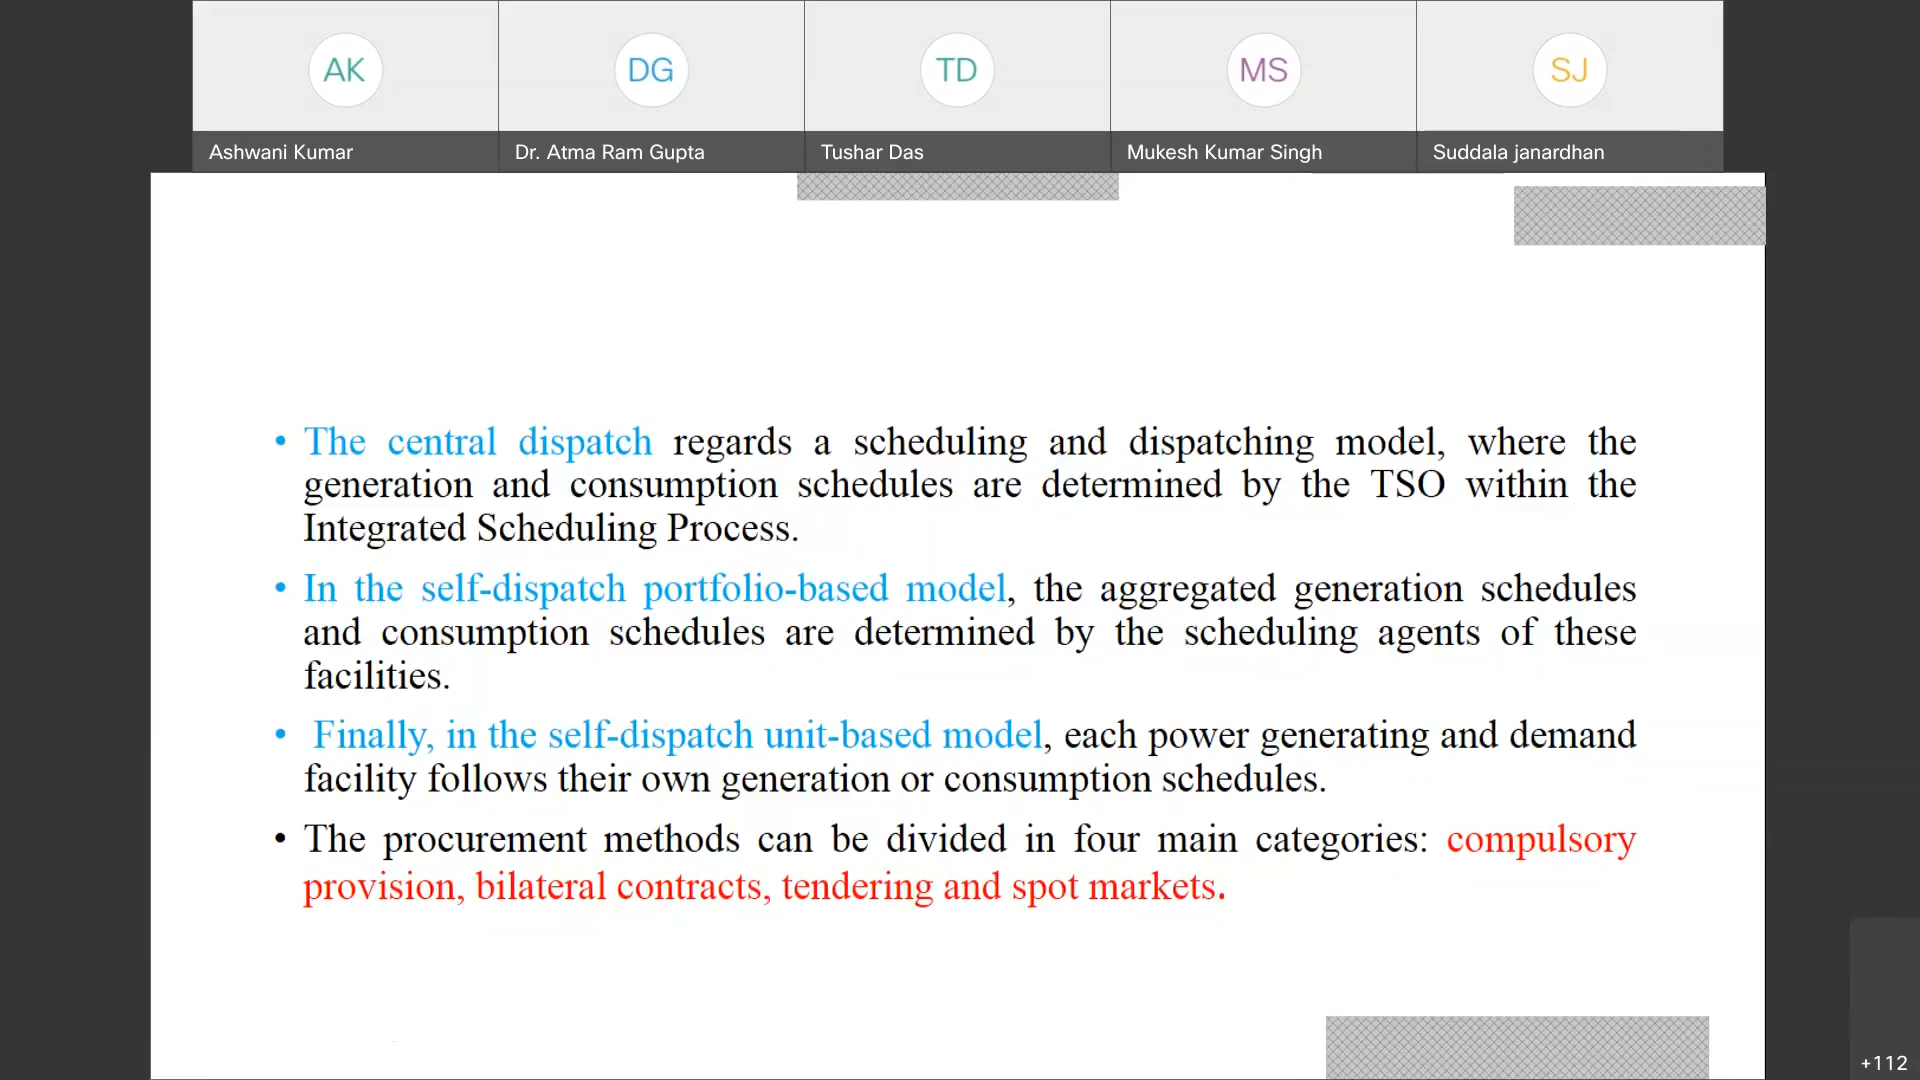 AK
DG
TD
MS
SJ
Ashwani Kumar
Dr. Atma Ram Gupta
Tushar Das
Mukesh Kumar Singh
Suddala janardhan
• The central dispatch regards a scheduling and dispatching model, where the
generation and consumption schedules are determined by the TSO within the
Integrated Scheduling Process.
• In the self-dispatch portfolio-based model, the aggregated generation schedules
and consumption schedules are determined by the scheduling agents of these
facilities.
• Finally, in the self-dispatch unit-based model, each power generating and demand
facility follows their own generation or consumption schedules.
• The procurement methods can be divided in four main categories: compulsory
provision, bilateral contracts, tendering and spot markets.
+112